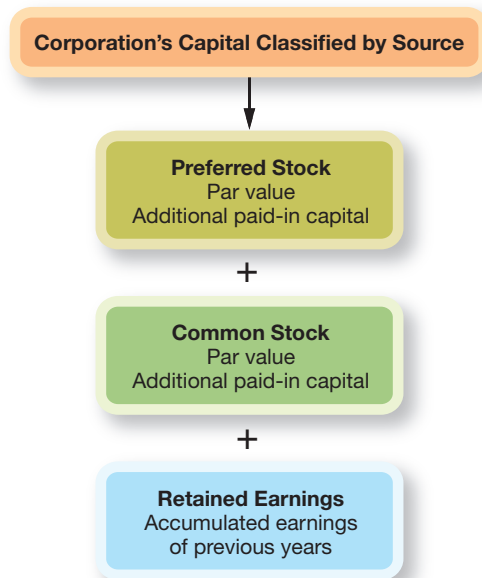 Corporation's Capital Classified by Source
Preferred Stock
Par value
Additional paid-in capital
+
Common Stock
Par value
Additional paid-in capital
+
Retained Earnings
Accumulated earnings
of previous years